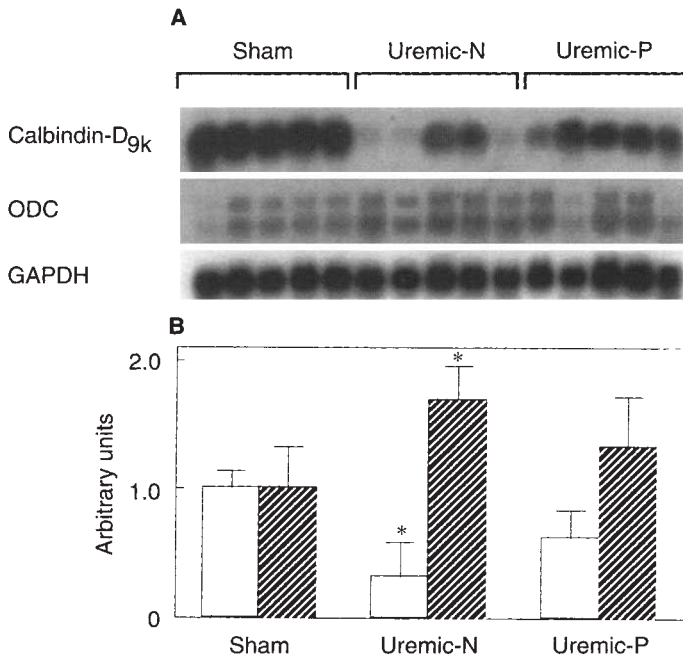 A
Sham Uremic-N Uremic-P
Calbindin-D9k
ODC
GAPDH
B
2.0
*
1.0
*
0
Arbitrary units
Sham Uremic-N Uremic-P